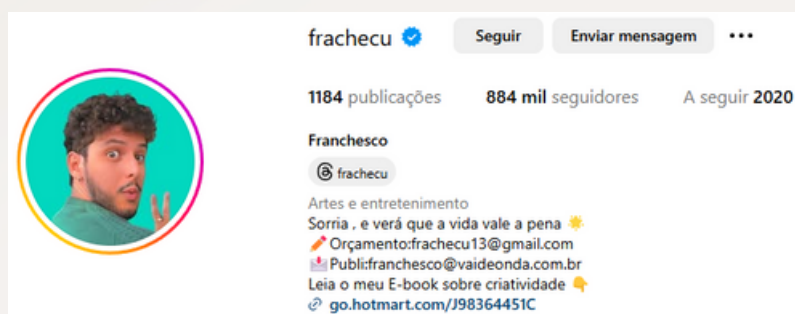 frachecu
Seguir
Enviar mensagem
1184 publicações
884 mil seguidores
A seguir 2020
Franchesco
frachecu
Artes e entretenimento
Sorria , e verá que a vida vale a pena 🌟
✏️Orçamento:frachecu13@gmail.com
📩Publi:franchesco@vaideonda.com.br
Leia o meu E-book sobre criatividade 👇
go.hotmart.com/J98364451C